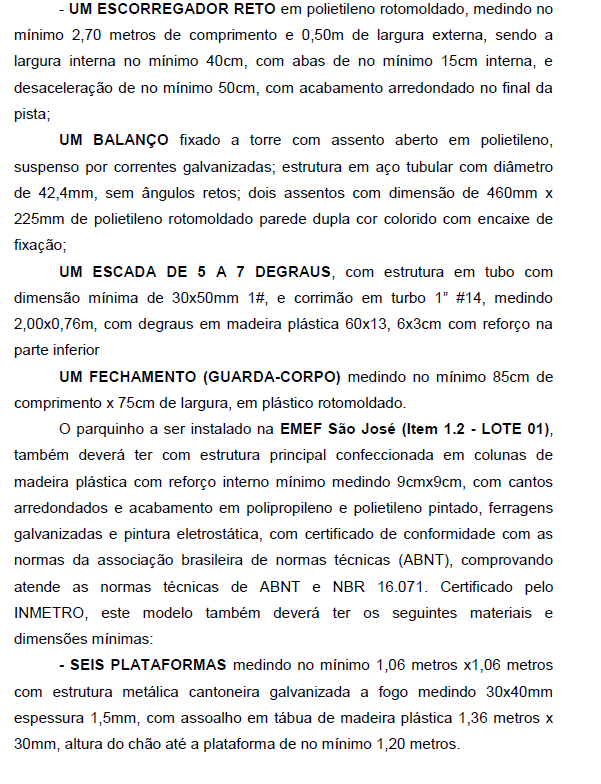 - UM ESCORREGADOR RETO em polietileno rotomoldado, medindo no
mínimo 2,70 metros de comprimento e 0,50m de largura externa, sendo a
largura interna no mínimo 40cm, com abas de no mínimo 15cm interna, e
desaceleração de no mínimo 50cm, com acabamento arredondado no final da
pista;
UM BALANÇO fixado a torre com assento aberto em polietileno,
suspenso por correntes galvanizadas; estrutura em aço tubular com diâmetro
de 42,4mm, sem ângulos retos; dois assentos com dimensão de 460mm x
225mm de polietileno rotomoldado parede dupla cor colorido com encaixe de
fixação;
UM ESCADA DE 5 A 7 DEGRAUS, com estrutura em tubo com
dimensão mínima de 30x50mm 1#, e corrimão em turbo 1” #14, medindo
2,00x0,76m, com degraus em madeira plástica 60x13, 6x3cm com reforço na
parte inferior
UM FECHAMENTO (GUARDA-CORPO) medindo no mínimo 85cm de
comprimento x 75cm de largura, em plástico rotomoldado.
O parquinho a ser instalado na EMEF São José (Item 1.2 - LOTE 01),
também deverá ter com estrutura principal confeccionada em colunas de
madeira plástica com reforço interno mínimo medindo 9cmx9cm, com cantos
arredondados e acabamento em polipropileno e polietileno pintado, ferragens
galvanizadas e pintura eletrostática, com certificado de conformidade com as
normas da associação brasileira de normas técnicas (ABNT), comprovando
atende as normas técnicas de ABNT e NBR 16.071. Certificado pelo
INMETRO, este modelo também deverá ter os seguintes materiais e
dimensões mínimas:
- SEIS PLATAFORMAS medindo no mínimo 1,06 metros x1,06 metros
com estrutura metálica cantoneira galvanizada a fogo medindo 30x40mm
espessura 1,5mm, com assoalho em tábua de madeira plástica 1,36 metros x
30mm, altura do chão até a plataforma de no mínimo 1,20 metros.